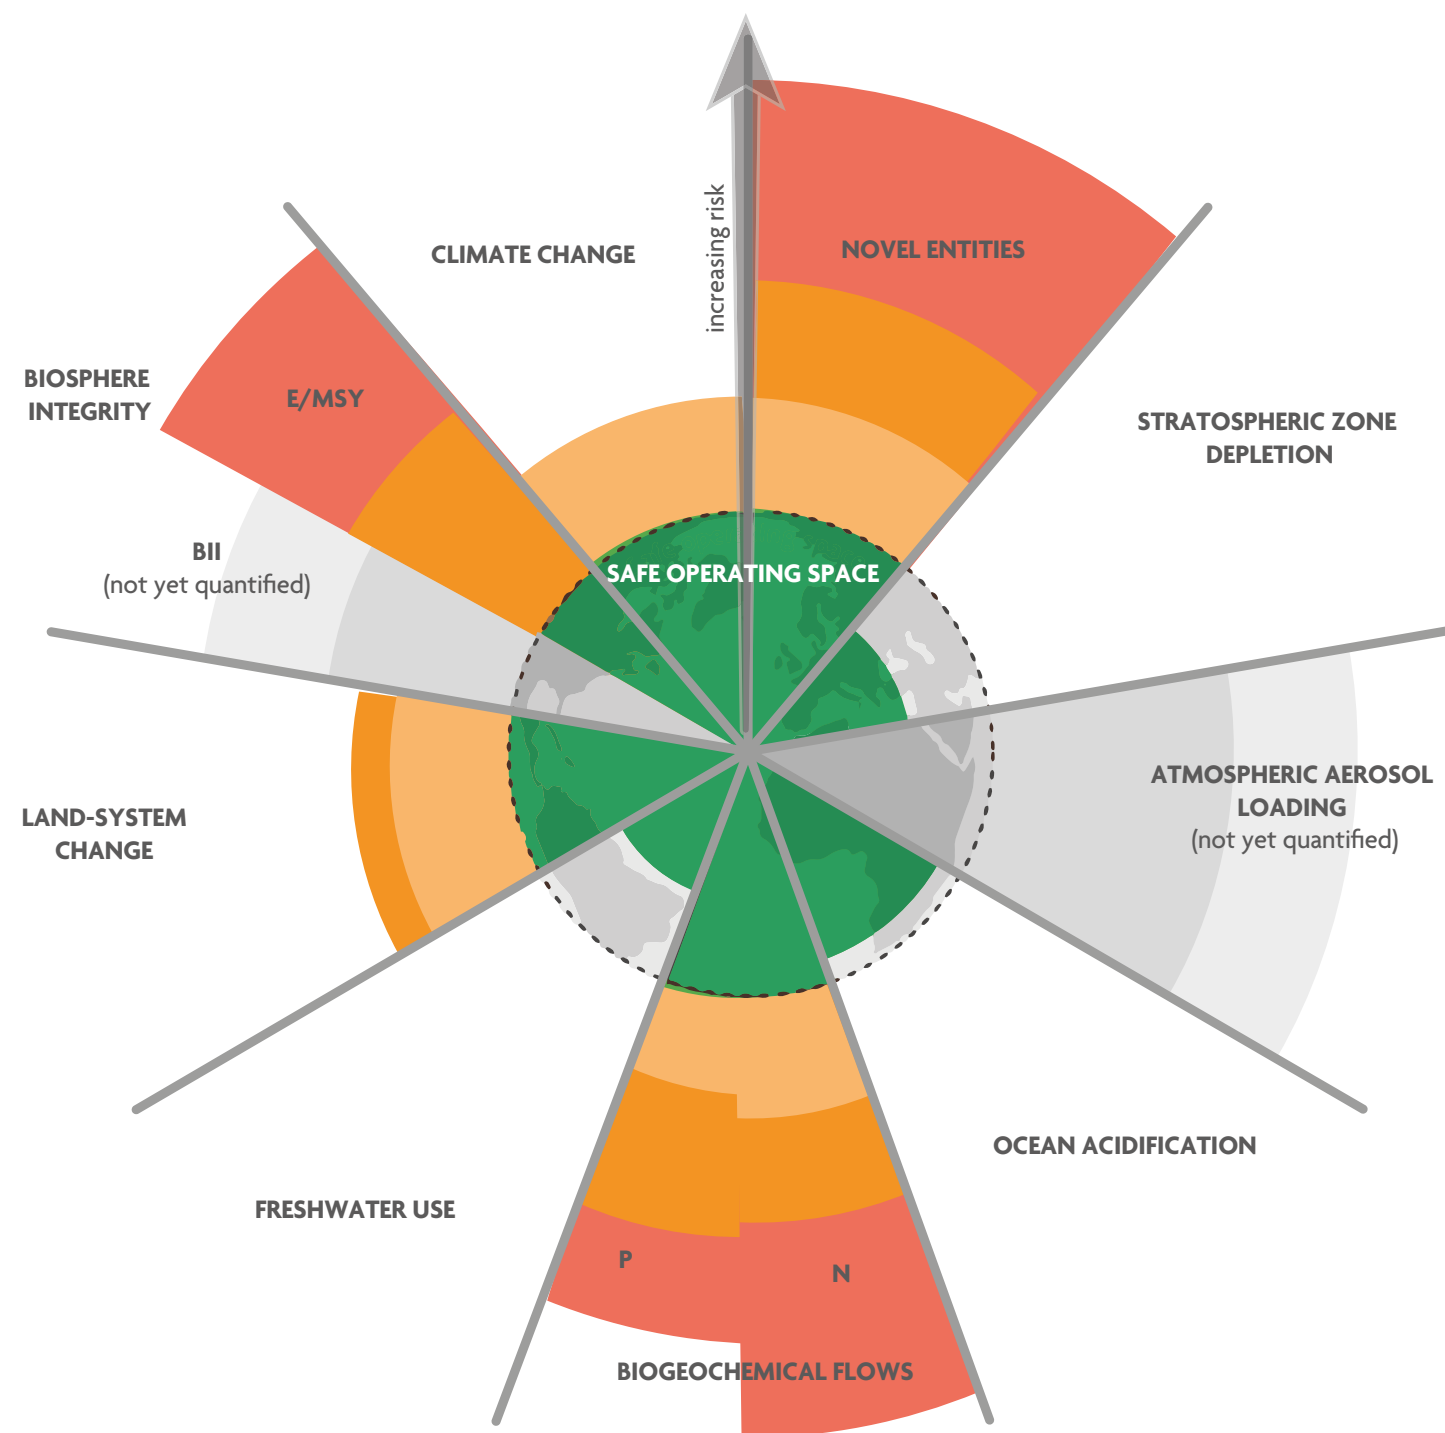 increasing risk
CLIMATE CHANGE
NOVEL ENTITIES
BIOSPHERE
INTEGRITY
E/MSY
STRATOSPHERIC ZONE
DEPLETION
BII
(not yet quantified)
SAFE OPERATING SPACE
ATMOSPHERIC AEROSOL
LOADING
(not yet quantified)
LAND-SYSTEM
CHANGE
OCEAN ACIDIFICATION
FRESHWATER USE
P
N
BIOGEOCHEMICAL FLOWS